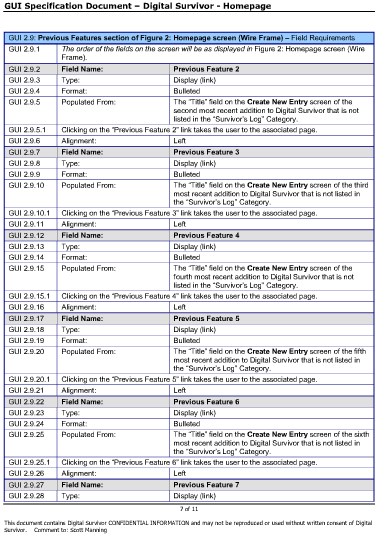 GUI Specification Document – Digital Survivor - Homepage
GUI 2.9: Previous Features section of Figure 2: Homepage screen (Wire Frame) – Field Requirements
GUI 2.9.1 The order of the fields on the screen will be as displayed in Figure 2: Homepage screen (Wire
Frame).
GUI 2.9.2 Field Name: Previous Feature 2
GUI 2.9.3 Type: Display (link)
GUI 2.9.4 Format: Bulleted
GUI 2.9.5 Populated From: The “Title” field on the Create New Entry screen of the
second most recent addition to Digital Survivor that is not
listed in the “Survivor’s Log” Category.
GUI 2.9.5.1 Clicking on the “Previous Feature 2” link takes the user to the associated page.
GUI 2.9.6 Alignment: Left
GUI 2.9.7 Field Name: Previous Feature 3
GUI 2.9.8 Type: Display (link)
GUI 2.9.9 Format: Bulleted
GUI 2.9.10 Populated From: The “Title” field on the Create New Entry screen of the third
most recent addition to Digital Survivor that is not listed in
the “Survivor’s Log” Category.
GUI 2.9.10.1 Clicking on the “Previous Feature 3” link takes the user to the associated page.
GUI 2.9.11 Alignment: Left
GUI 2.9.12 Field Name: Previous Feature 4
GUI 2.9.13 Type: Display (link)
GUI 2.9.14 Format: Bulleted
GUI 2.9.15 Populated From: The “Title” field on the Create New Entry screen of the
fourth most recent addition to Digital Survivor that is not
listed in the “Survivor’s Log” Category.
GUI 2.9.15.1 Clicking on the “Previous Feature 4” link takes the user to the associated page.
GUI 2.9.16 Alignment: Left
GUI 2.9.17 Field Name: Previous Feature 5
GUI 2.9.18 Type: Display (link)
GUI 2.9.19 Format: Bulleted
GUI 2.9.20 Populated From: The “Title” field on the Create New Entry screen of the fifth
most recent addition to Digital Survivor that is not listed in
the “Survivor’s Log” Category.
GUI 2.9.20.1 Clicking on the “Previous Feature 5” link takes the user to the associated page.
GUI 2.9.21 Alignment: Left
GUI 2.9.22 Field Name: Previous Feature 6
GUI 2.9.23 Type: Display (link)
GUI 2.9.24 Format: Bulleted
GUI 2.9.25 Populated From: The “Title” field on the Create New Entry screen of the sixth
most recent addition to Digital Survivor that is not listed in
the “Survivor’s Log” Category.
GUI 2.9.25.1 Clicking on the “Previous Feature 6” link takes the user to the associated page.
GUI 2.9.26 Alignment: Left
GUI 2.9.27 Field Name: Previous Feature 7
GUI 2.9.28 Type: Display (link)
7 of 11
This document contains Digital Survivor CONFIDENTIAL INFORMATION and may not be reproduced or used without written consent of Digital
Survivor. Comment to: Scott Manning